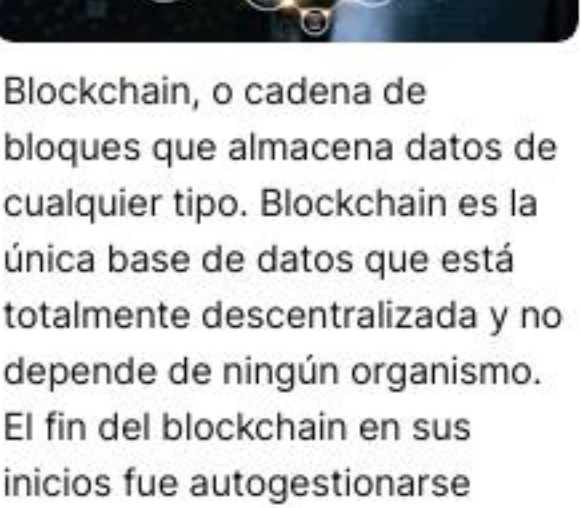 Blockchain, o cadena de
bloques que almacena datos de
cualquier tipo. Blockchain es la
única base de datos que está
totalmente descentralizada y no
depende de ningún organismo.
El fin del blockchain en sus
inicios fue autogestionarse